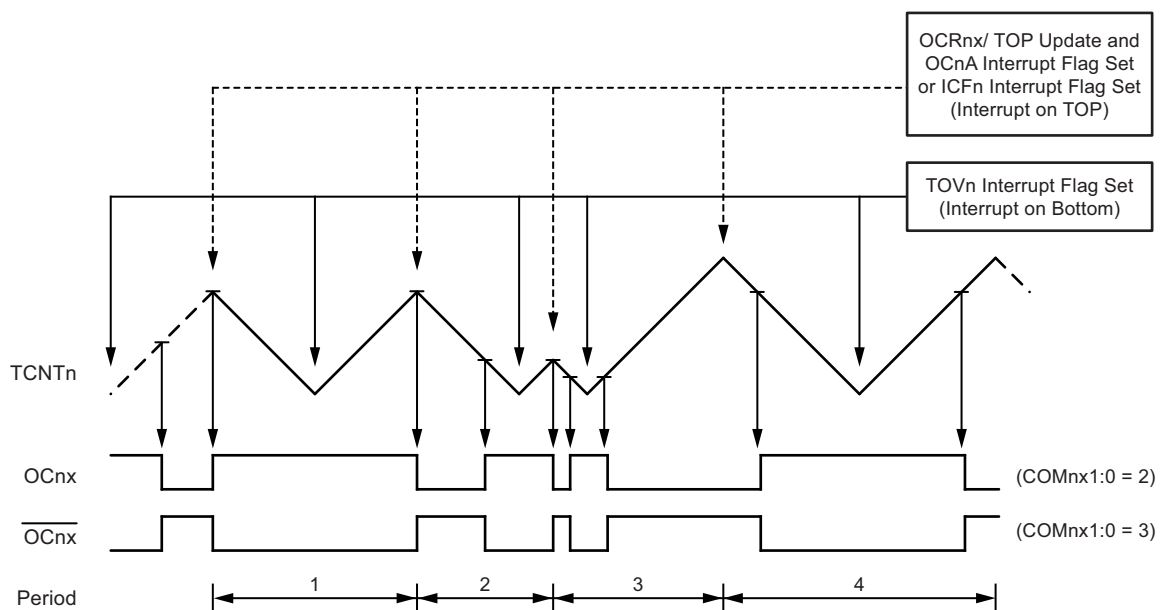 OCRnx/ TOP Update and
OCnA Interrupt Flag Set
or ICFn Interrupt Flag Set
(Interrupt on TOP)
TOVn Interrupt Flag Set
(Interrupt on Bottom)
TCNTn
OCnx
(COMnx1:0 = 2)
OCnx
(COMnx1:0 = 3)
Period
1
2
3
4